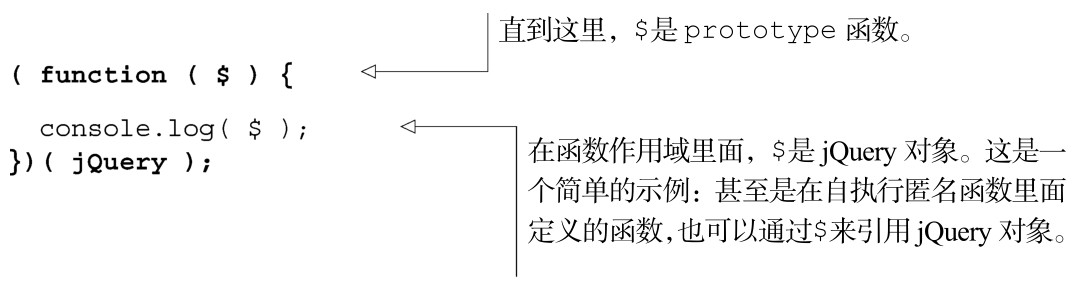 直到这里，$是 prototype 函数。
( function ( $ ) {
console.log( $ );
})( jQuery );
在函数作用域里面，$是 jQuery 对象。这是一
个简单的示例：甚至是在自执行匿名函数里面
定义的函数，也可以通过$来引用 jQuery 对象。